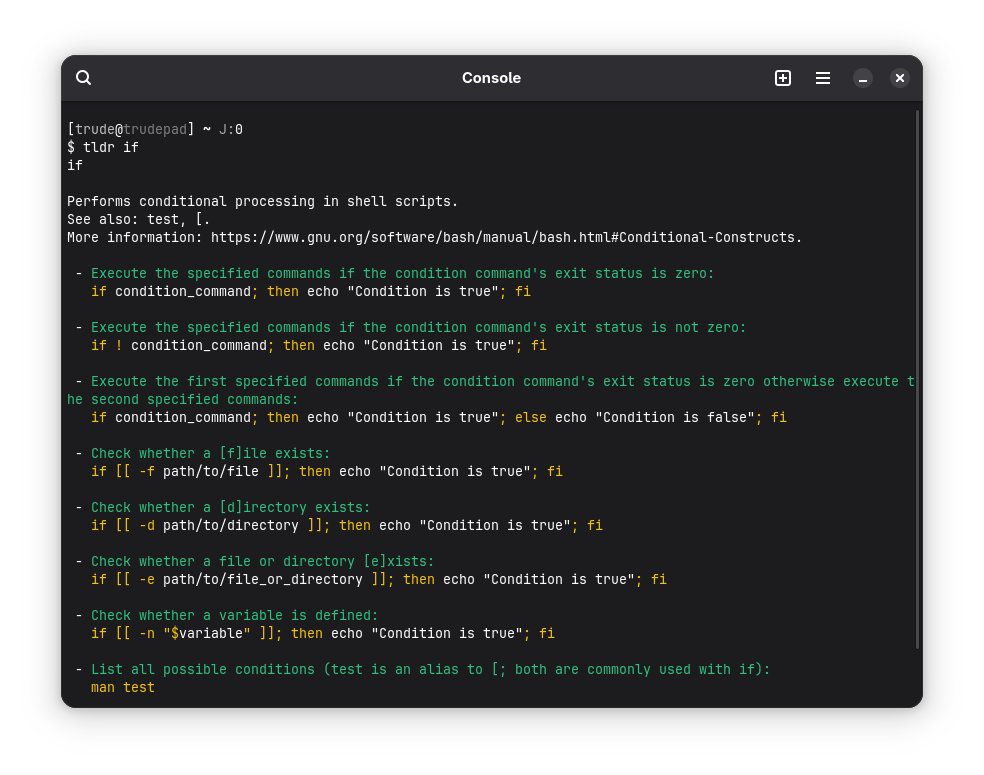 Console
[trude@trudepad] ~ J:0
$ tldr if
if
Performs conditional processing in shell scripts.
See also: test, [.
More information: https://www.gnu.org/software/bash/manual/bash.html#Conditional-Constructs.
- Execute the specified commands if the condition command's exit status is zero:
if condition_command; then echo "Condition is true"; fi
- Execute the specified commands if the condition command's exit status is not zero:
if ! condition_command; then echo "Condition is true"; fi
- Execute the first specified commands if the condition command's exit status is zero otherwise execute t
he second specified commands:
if condition_command; then echo "Condition is true"; else echo "Condition is false"; fi
- Check whether a [f]ile exists:
if [[ -f path/to/file ]]; then echo "Condition is true"; fi
- Check whether a [d]irectory exists:
if [[ -d path/to/directory ]]; then echo "Condition is true"; fi
- Check whether a file or directory [e]xists:
if [[ -e path/to/file_or_directory ]]; then echo "Condition is true"; fi
- Check whether a variable is defined:
if [[ -n "$variable" ]]; then echo "Condition is true"; fi
- List all possible conditions (test is an alias to [; both are commonly used with if):
man test